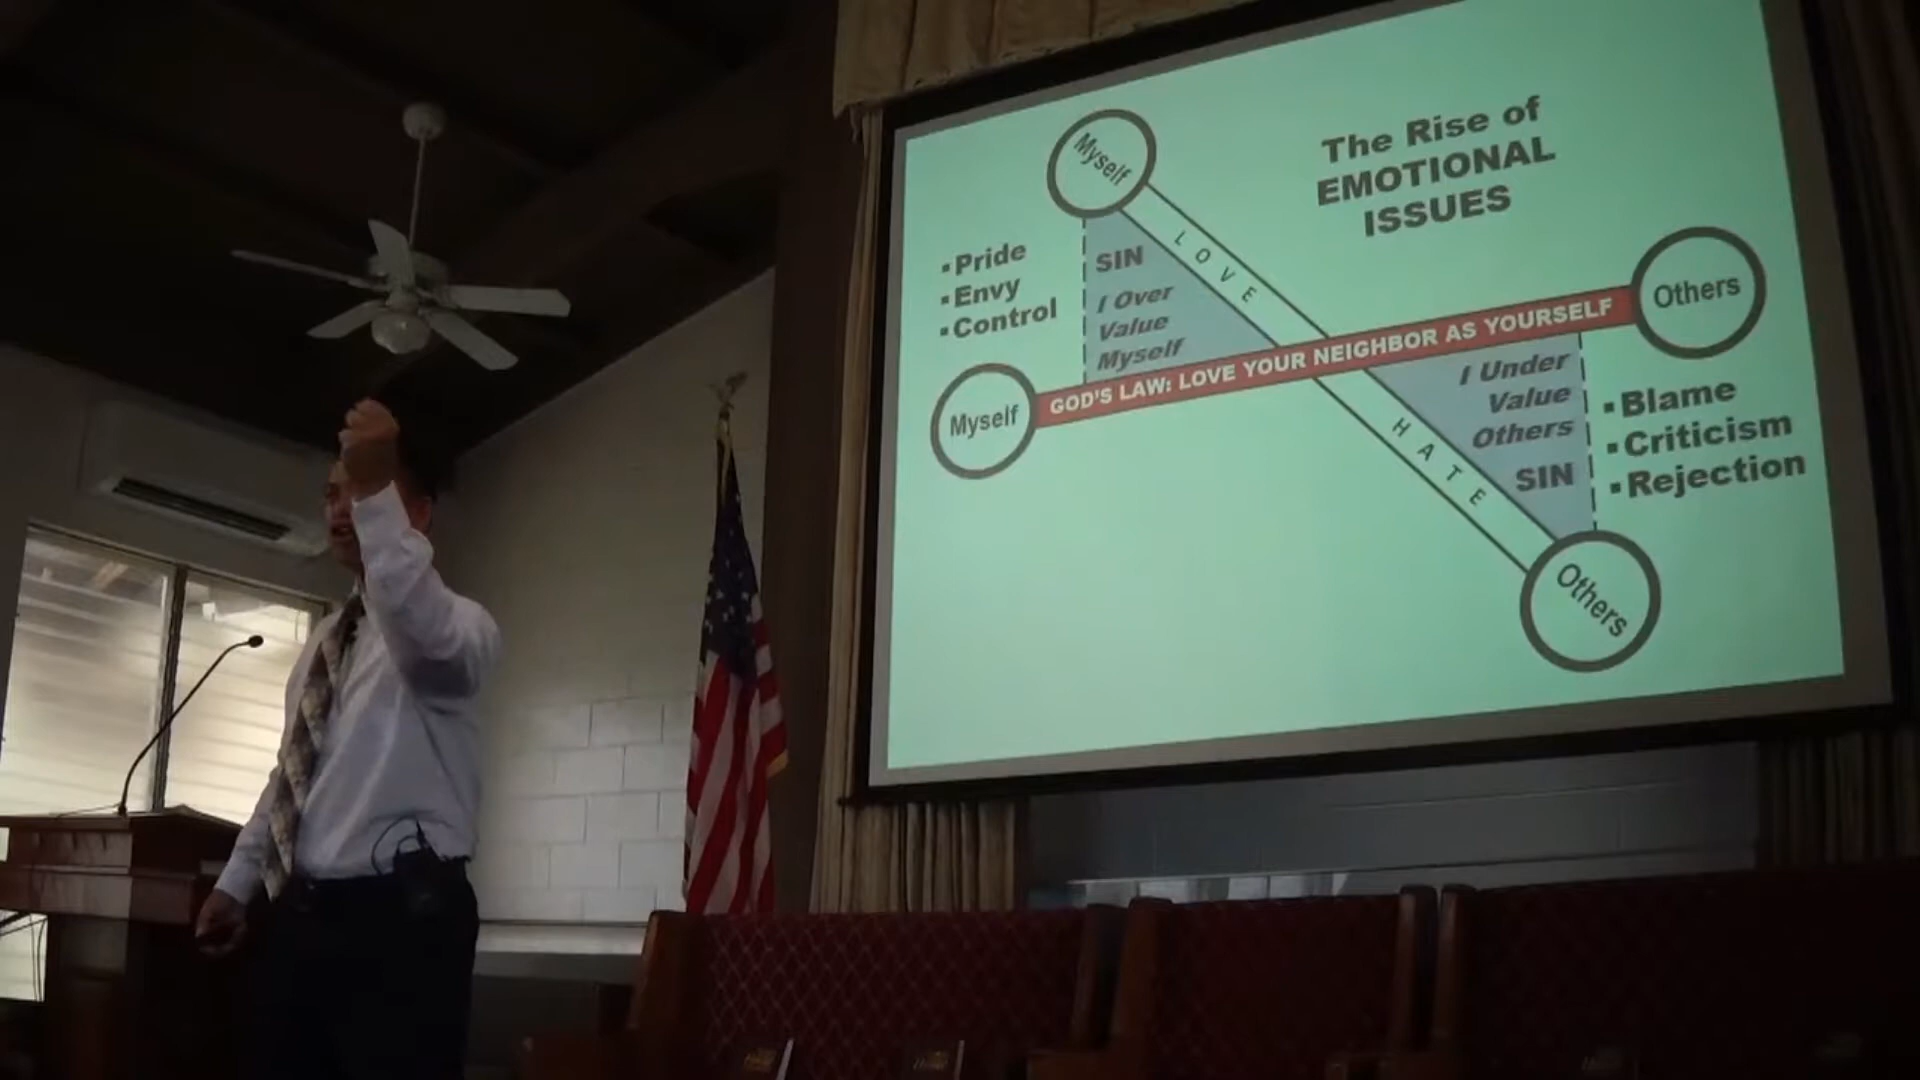 The Rise of
EMOTIONAL
ISSUES
Myself
▪Pride
▪Envy
▪Control
SIN
I Over
Value
Myself
LOVE
Myself
GOD'S LAW: LOVE YOUR NEIGHBOR AS YOURSELF
Others
I Under
Value
Others
SIN
▪Blame
▪Criticism
▪Rejection
HATE
Others